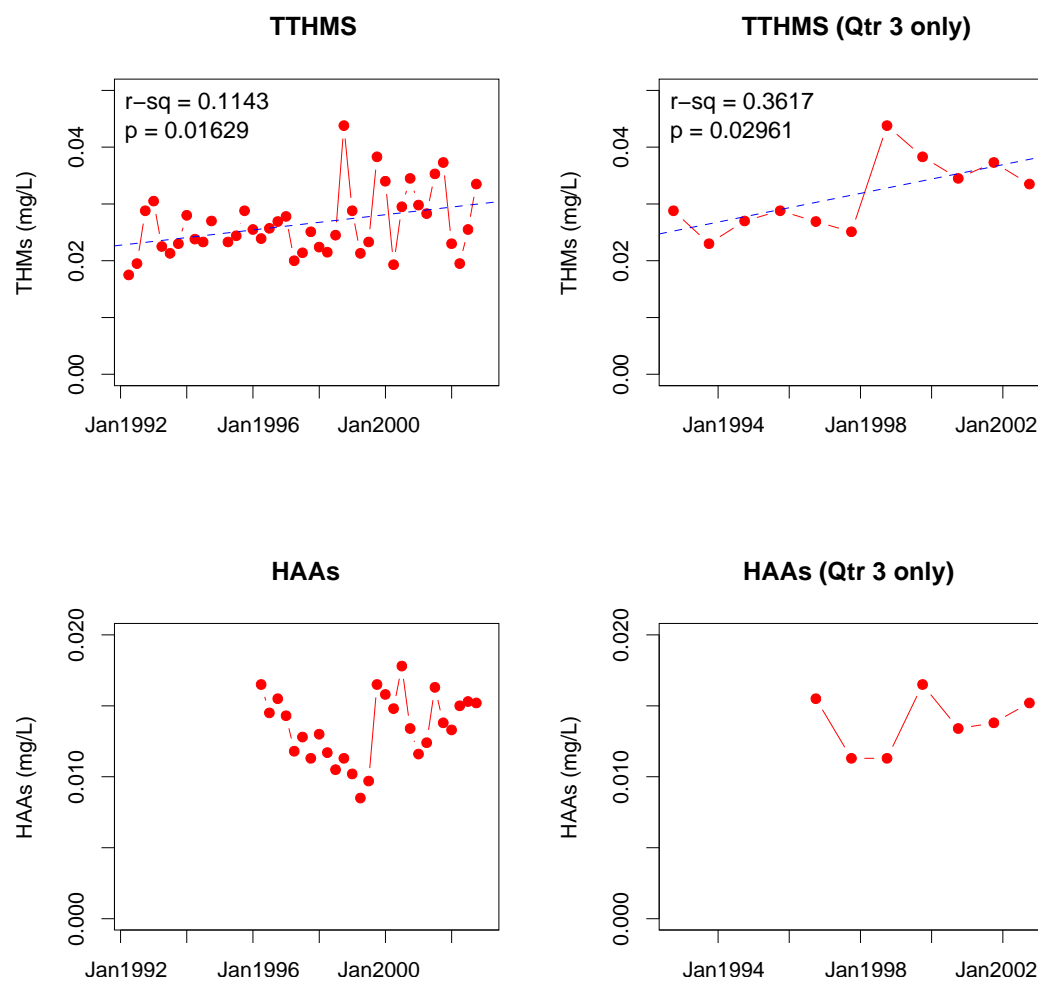 TTHMS
r−sq = 0.1143
p = 0.01629
THMs (mg/L)
0.00
0.02
0.04
Jan1992
Jan1996
Jan2000
TTHMS (Qtr 3 only)
r−sq = 0.3617
p = 0.02961
THMs (mg/L)
0.00
0.02
0.04
Jan1994
Jan1998
Jan2002
HAAs
HAAs (mg/L)
0.000
0.010
0.020
Jan1992
Jan1996
Jan2000
HAAs (Qtr 3 only)
HAAs (mg/L)
0.000
0.010
0.020
Jan1994
Jan1998
Jan2002